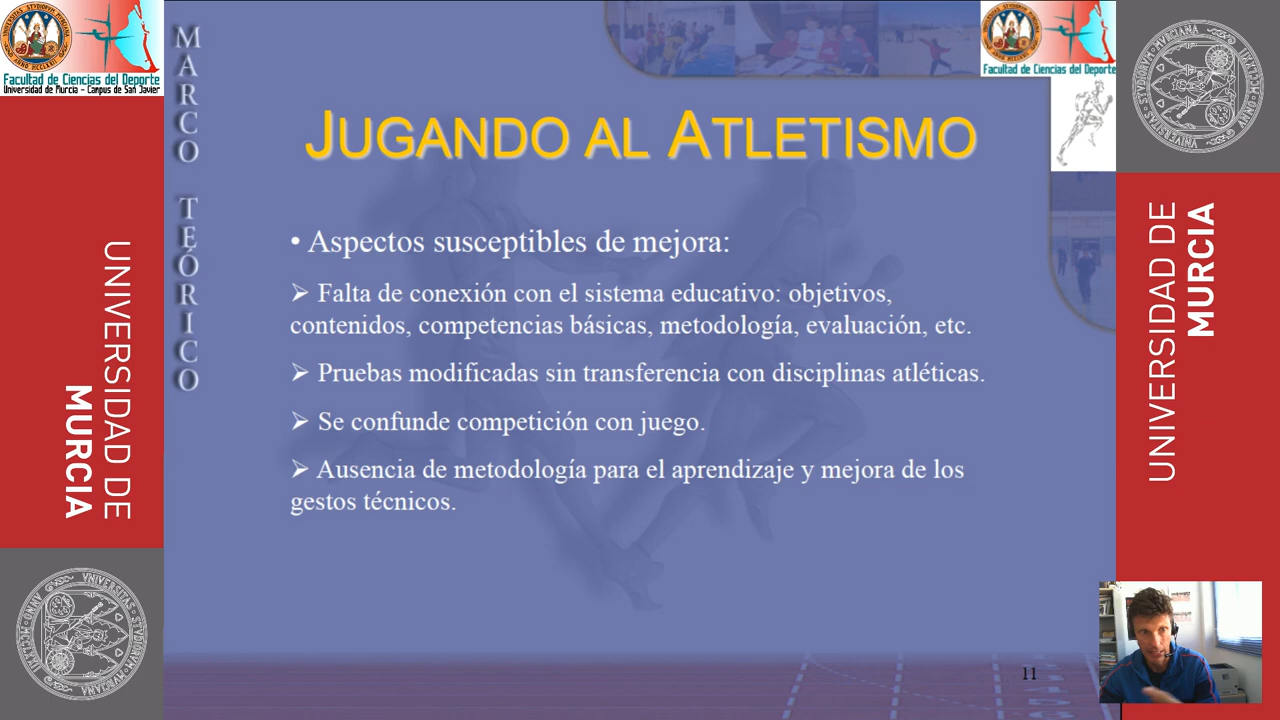 Facultad de Ciencias del Deporte
Universidad de Murcia - Campus de San Javier
UNIVERSIDAD DE
MURCIA
MARCO TEÓRICO
JUGANDO AL ATLETISMO
• Aspectos susceptibles de mejora:
➢ Falta de conexión con el sistema educativo: objetivos,
contenidos, competencias básicas, metodología, evaluación, etc.
➢ Pruebas modificadas sin transferencia con disciplinas atléticas.
➢ Se confunde competición con juego.
➢ Ausencia de metodología para el aprendizaje y mejora de los
gestos técnicos.
11
Facultad de Ciencias del Deporte
UNIVERSIDAD DE
MURCIA